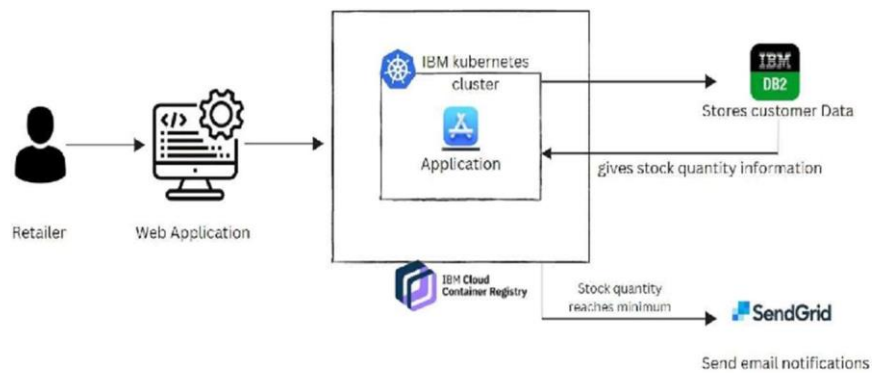 IBM kubernetes
cluster
Application
IBM
DB2
Stores customer Data
gives stock quantity information
</>
Retailer
Web Application
IBM Cloud
Container Registry
Stock quantity
reaches minimum
SendGrid
Send email notifications